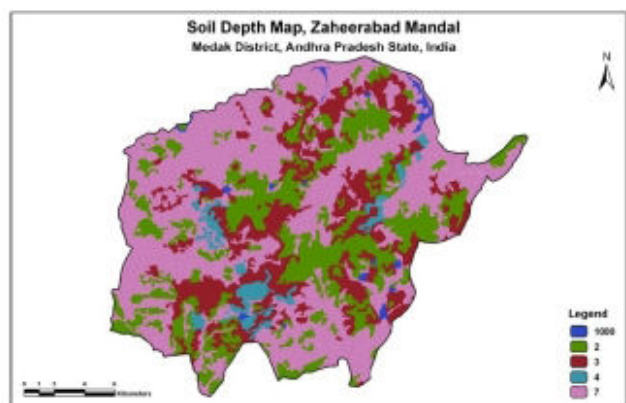 Soil Depth Map, Zaheerabad Mandal
Medak District, Andhra Pradesh State, India
N
Legend
1000
2
3
4
7
Kilometers